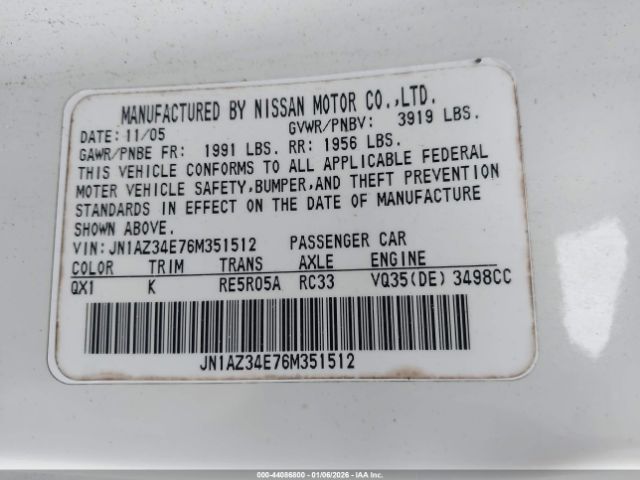 MANUFACTURED BY NISSAN MOTOR CO.,LTD.
DATE: 11/05 GVWR/PNBV: 3919 LBS.
GAWR/PNBE FR: 1991 LBS. RR: 1956 LBS.
THIS VEHICLE CONFORMS TO ALL APPLICABLE FEDERAL
MOTER VEHICLE SAFETY,BUMPER,AND THEFT PREVENTION
STANDARDS IN EFFECT ON THE DATE OF MANUFACTURE
SHOWN ABOVE.
VIN: JN1AZ34E76M351512 PASSENGER CAR
COLOR TRIM TRANS AXLE ENGINE
QX1 K RE5R05A RC33 VQ35(DE) 3498CC
JN1AZ34E76M351512
000-44086800 - 01/06/2026 - IAA Corp.